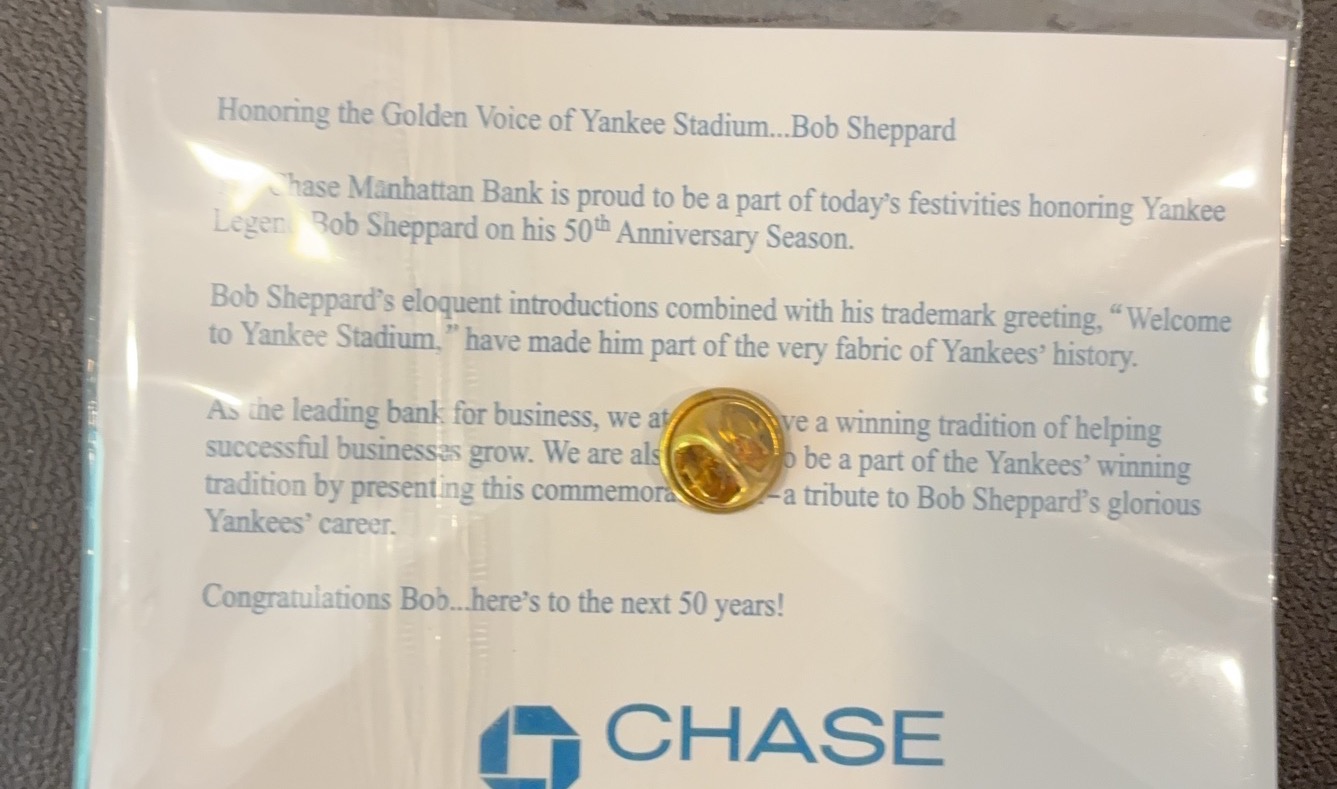 Honoring the Golden Voice of Yankee Stadium...Bob Sheppard
Chase Manhattan Bank is proud to be a part of today's festivities honoring Yankee
Legend Bob Sheppard on his 50th Anniversary Season.
Bob Sheppard's eloquent introductions combined with his trademark greeting, "Welcome
to Yankee Stadium," have made him part of the very fabric of Yankees' history.
As the leading bank for business, we at a winning tradition of helping
successful businesses grow. We are be a part of the Yankees' winning
tradition by presenting this –a tribute to Bob Sheppard's glorious
Yankees' career.
Congratulations Bob...here's to the next 50 years!
CHASE